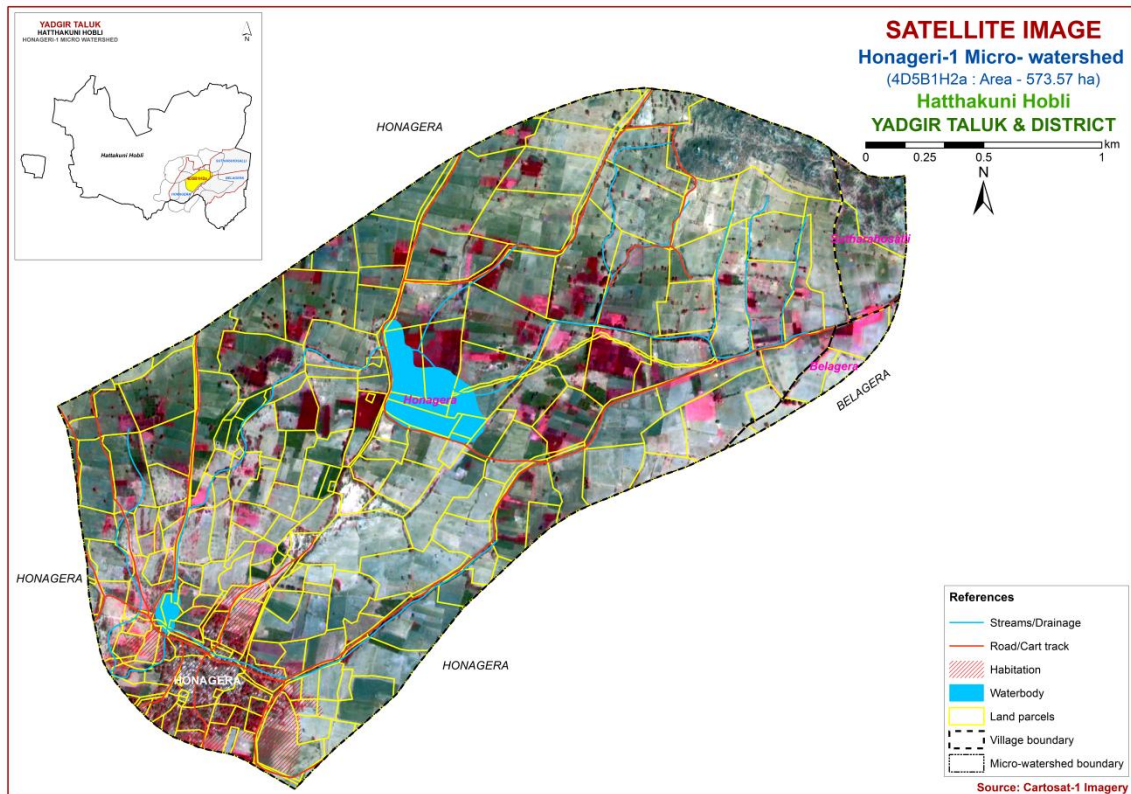 YADGIR TALUK
HATTHAKUNI HOBLI
HONAGERI-1 MICRO WATERSHED
N
Hattakuni Hobli
BELAGERA
SATELLITE IMAGE
Honageri-1 Micro- watershed
(4D5B1H2a : Area - 573.57 ha)
Hatthakuni Hobli
YADGIR TALUK & DISTRICT
km
0 0.25 0.5 1
N
HONAGERA
Belagera
BELAGERA
Honagera
HONAGERA
HONAGERA
HONAGERA
References
Streams/Drainage
Road/Cart track
Habitation
Waterbody
Land parcels
Village boundary
Micro-watershed boundary
Source: Cartosat-1 Imagery